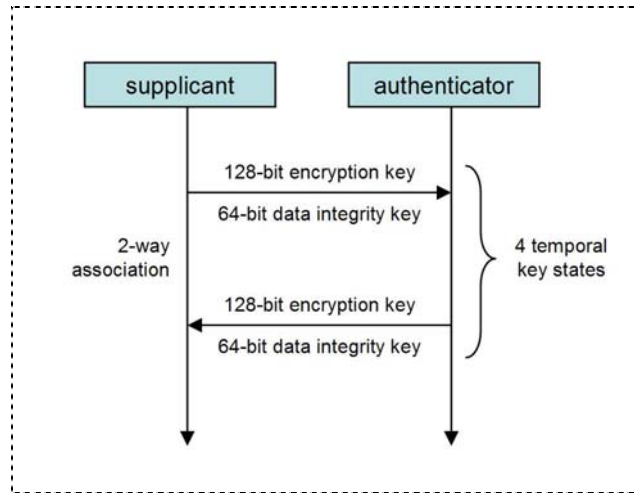 supplicant
authenticator
128-bit encryption key
64-bit data integrity key
2-way
association
4 temporal
key states
128-bit encryption key
64-bit data integrity key